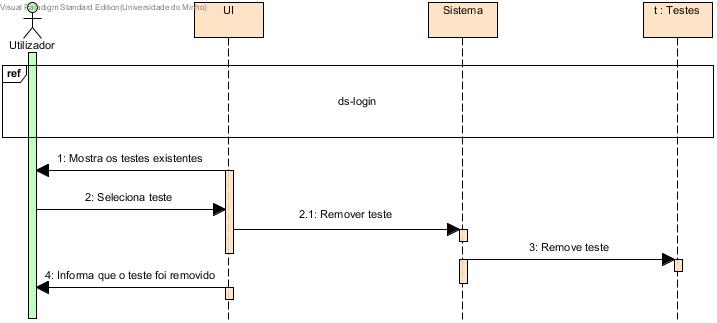 Visual Paradigm Standard Edition(Universidade do Minho)
Utilizador
UI
Sistema
t : Testes
ref
ds-login
1: Mostra os testes existentes
2: Seleciona teste
2.1: Remover teste
3: Remove teste
4: Informa que o teste foi removido